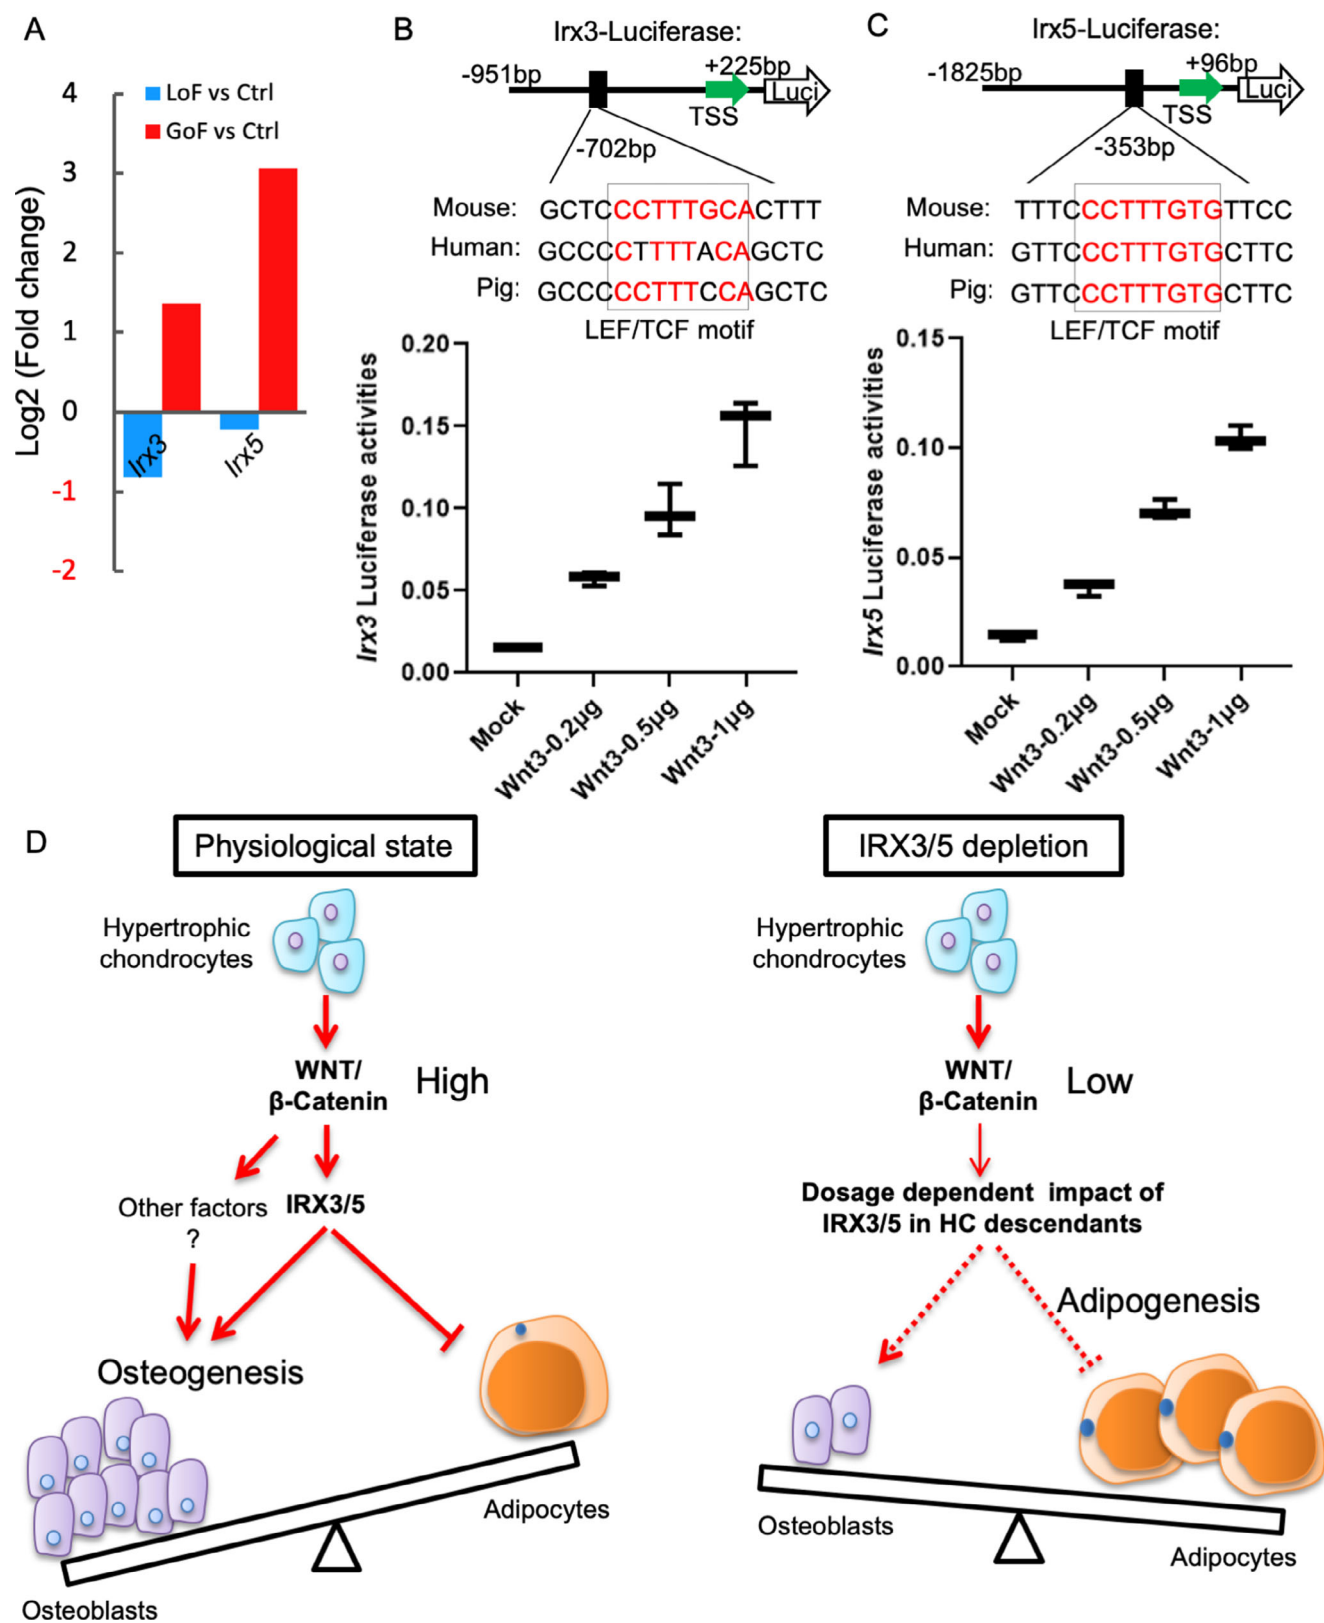 A
4
3
2
1
0
-1
-2
Log2 (Fold change)
LoF vs Ctrl
GoF vs Ctrl
Irx3
Irx5
B
Irx3-Luciferase:
-951bp
+225bp
Luci
TSS
-702bp
Mouse: GCTCCCTTTGCACTTT
Human: GCCCCTTTTACAGCTC
Pig: GCCCCCTTTCCAGCTC
LEF/TCF motif
0.20
0.15
0.10
0.05
0.00
Irx3 Luciferase activities
Mock
Wnt3-0.2μg
Wnt3-0.5μg
Wnt3-1μg
C
Irx5-Luciferase:
-1825bp
+96bp
Luci
TSS
-353bp
Mouse: TTTCCCTTTGTGTTCC
Human: GTTCCCTTTGTGCTTC
Pig: GTTCCCTTTGTGCTTC
LEF/TCF motif
0.15
0.10
0.05
0.00
Irx5 Luciferase activities
Mock
Wnt3-0.2μg
Wnt3-0.5μg
Wnt3-1μg
D
Physiological state
Hypertrophic
chondrocytes
WNT/
β-Catenin
High
Other factors
?
IRX3/5
Osteogenesis
Adipocytes
Osteoblasts
IRX3/5 depletion
Hypertrophic
chondrocytes
WNT/
β-Catenin
Low
Dosage dependent impact of
IRX3/5 in HC descendants
Adipogenesis
Osteoblasts
Adipocytes